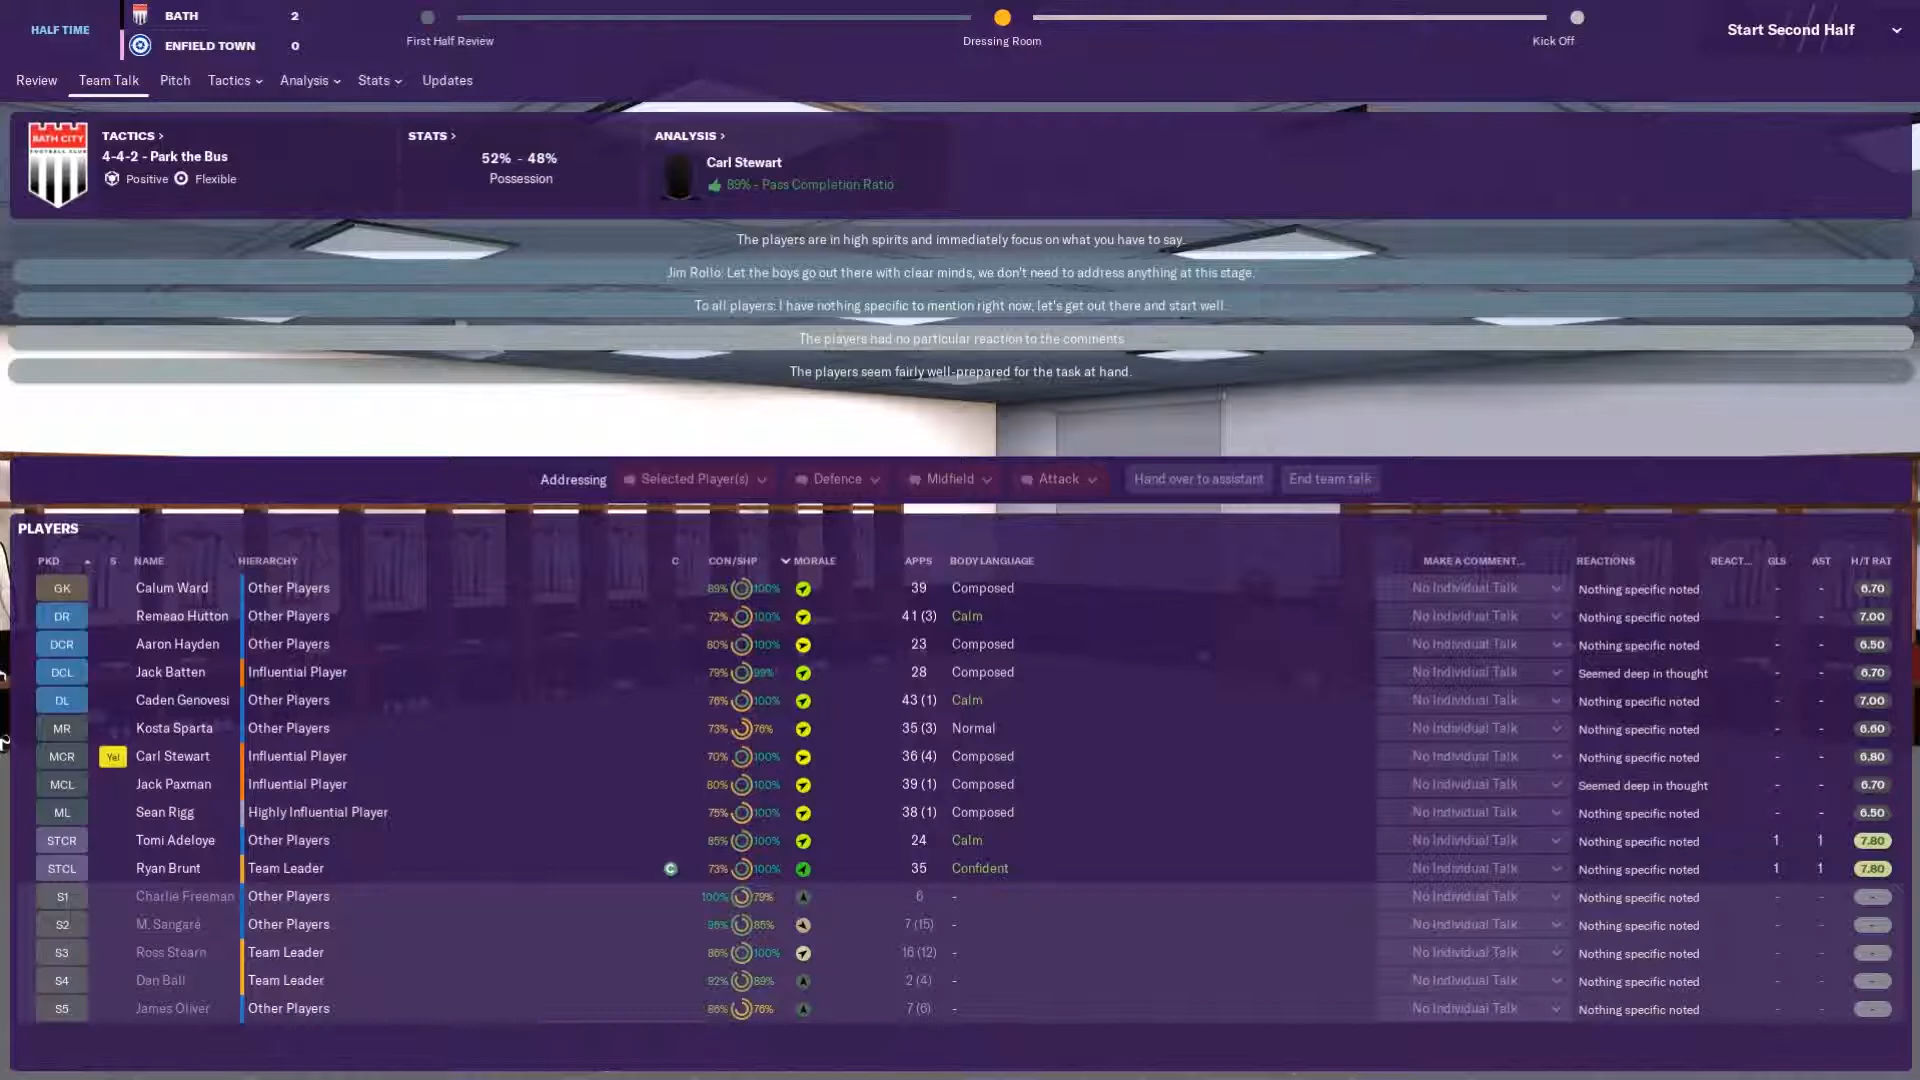 HALF TIME
BATH 2
ENFIELD TOWN 0
First Half Review
Dressing Room
Kick Off
Start Second Half
Review Team Talk Pitch Tactics Analysis Stats Updates
BATH CITY
FOOTBALL CLUB
TACTICS >
4-4-2 - Park the Bus
Positive Flexible
STATS >
52% - 48%
Possession
ANALYSIS >
Carl Stewart
89% - Pass Completion Ratio
The players are in high spirits and immediately focus on what you have to say.
Jim Rollo: Let the boys go out there with clear minds, we don't need to address anything at this stage.
To all players: I have nothing specific to mention right now, let's get out there and start well.
The players had no particular reaction to the comments
The players seem fairly well-prepared for the task at hand.
Addressing Selected Player(s) Defence Midfield Attack Hand over to assistant End team talk
PLAYERS
PKD S NAME HIERARCHY C CON/SHP MORALE APPS BODY LANGUAGE MAKE A COMMENT... REACTIONS REACT... GLS AST H/T RAT
GK Calum Ward Other Players 89% 100% 39 Composed No Individual Talk Nothing specific noted - - 6.70
DR Remeao Hutton Other Players 72% 100% 41 (3) Calm No Individual Talk Nothing specific noted - - 7.00
DCR Aaron Hayden Other Players 80% 100% 23 Composed No Individual Talk Nothing specific noted - - 6.50
DCL Jack Batten Influential Player 79% 99% 28 Composed No Individual Talk Seemed deep in thought - - 6.70
DL Caden Genovesi Other Players 76% 100% 43 (1) Calm No Individual Talk Nothing specific noted - - 7.00
MR Kosta Sparta Other Players 73% 76% 35 (3) Normal No Individual Talk Nothing specific noted - - 6.60
MCR Yel Carl Stewart Influential Player 70% 100% 36 (4) Composed No Individual Talk Nothing specific noted - - 6.80
MCL Jack Paxman Influential Player 80% 100% 39 (1) Composed No Individual Talk Seemed deep in thought - - 6.70
ML Sean Rigg Highly Influential Player 75% 100% 38 (1) Composed No Individual Talk Nothing specific noted - - 6.50
STCR Tomi Adeloye Other Players 85% 100% 24 Calm No Individual Talk Nothing specific noted 1 1 7.80
STCL Ryan Brunt Team Leader C 73% 100% 35 Confident No Individual Talk Nothing specific noted 1 1 7.80
S1 Charlie Freeman Other Players 100% 79% 6 - No Individual Talk Nothing specific noted - - -
S2 M. Sangaré Other Players 96% 85% 7 (15) - No Individual Talk Nothing specific noted - - -
S3 Ross Stearn Team Leader 86% 100% 16 (12) - No Individual Talk Nothing specific noted - - -
S4 Dan Ball Team Leader 92% 89% 2 (4) - No Individual Talk Nothing specific noted - - -
S5 James Oliver Other Players 86% 76% 7 (6) - No Individual Talk Nothing specific noted - - -